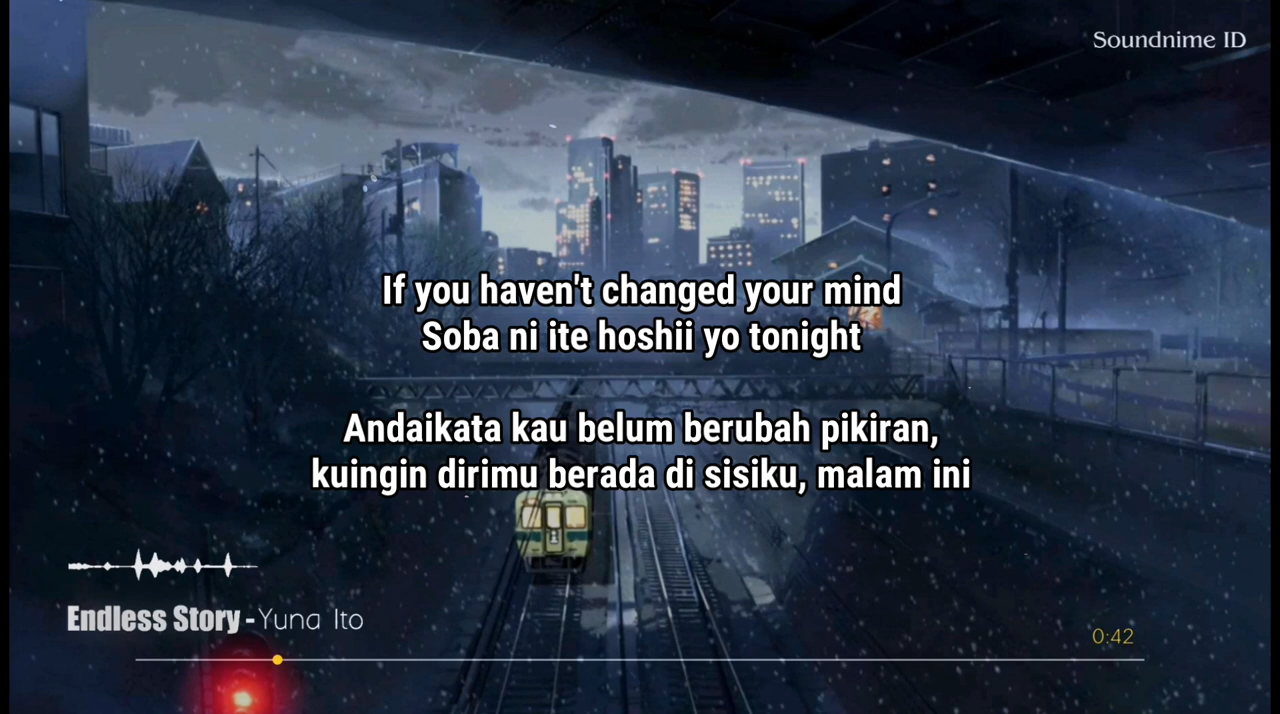 Soundnime ID
If you haven't changed your mind
Soba ni ite hoshii yo tonight
Andaikata kau belum berubah pikiran,
kuingin dirimu berada di sisiku, malam ini
Endless Story - Yuna Ito
0:42